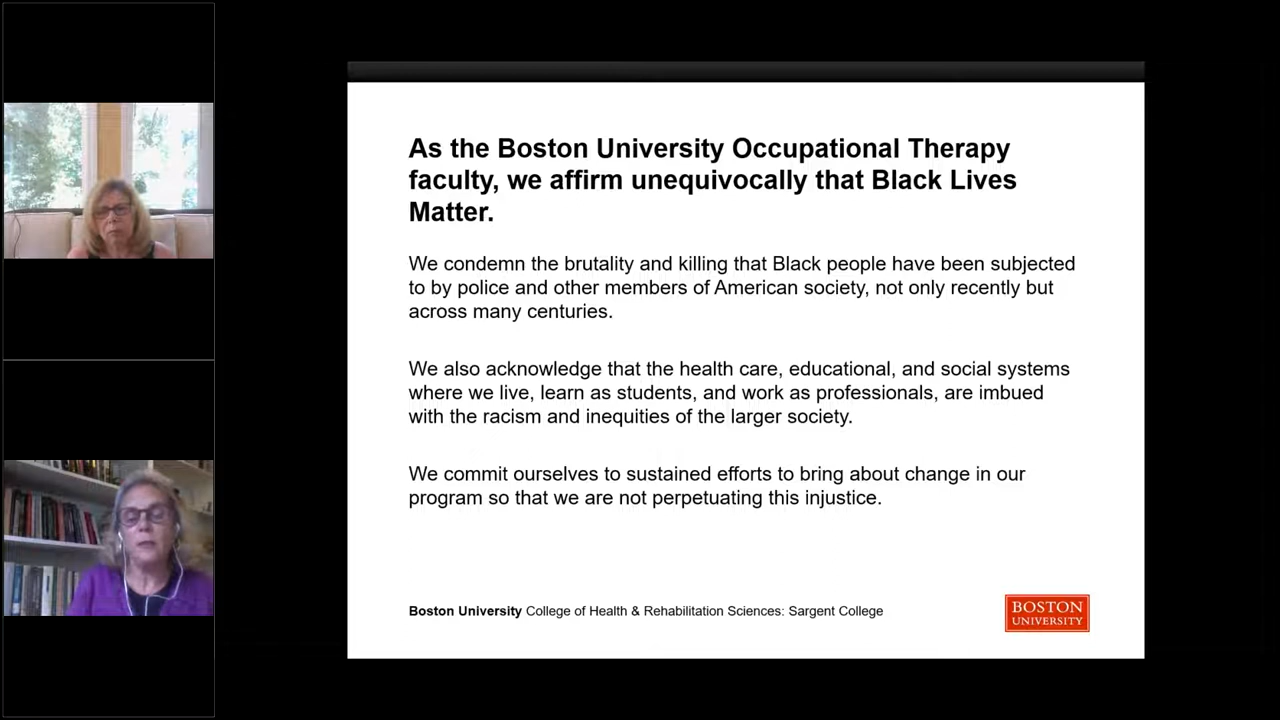 As the Boston University Occupational Therapy
faculty, we affirm unequivocally that Black Lives
Matter.
We condemn the brutality and killing that Black people have been subjected
to by police and other members of American society, not only recently but
across many centuries.
We also acknowledge that the health care, educational, and social systems
where we live, learn as students, and work as professionals, are imbued
with the racism and inequities of the larger society.
We commit ourselves to sustained efforts to bring about change in our
program so that we are not perpetuating this injustice.
Boston University College of Health & Rehabilitation Sciences: Sargent College
BOSTON
UNIVERSITY